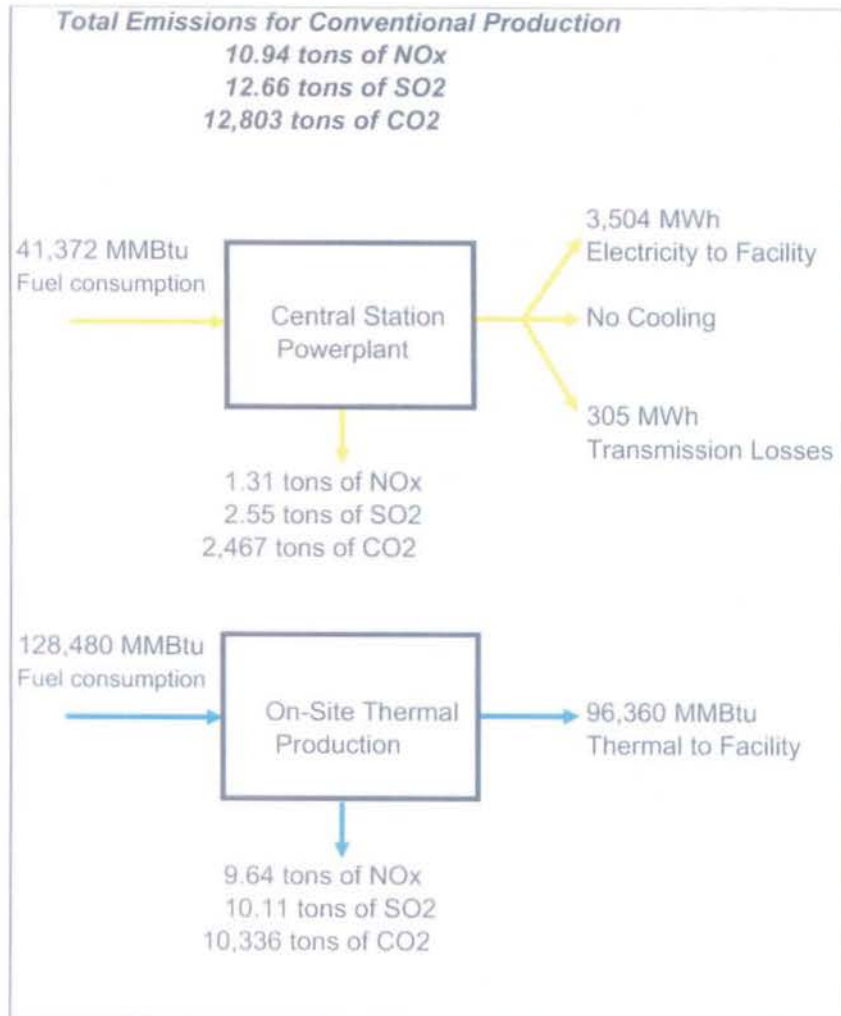 Total Emissions for Conventional Production
10.94 tons of NOx
12.66 tons of SO2
12,803 tons of CO2
41,372 MMBtu
Fuel consumption
Central Station
Powerplant
3,504 MWh
Electricity to Facility
No Cooling
305 MWh
Transmission Losses
1.31 tons of NOx
2.55 tons of SO2
2,467 tons of CO2
128,480 MMBtu
Fuel consumption
On-Site Thermal
Production
96,360 MMBtu
Thermal to Facility
9.64 tons of NOx
10.11 tons of SO2
10,336 tons of CO2